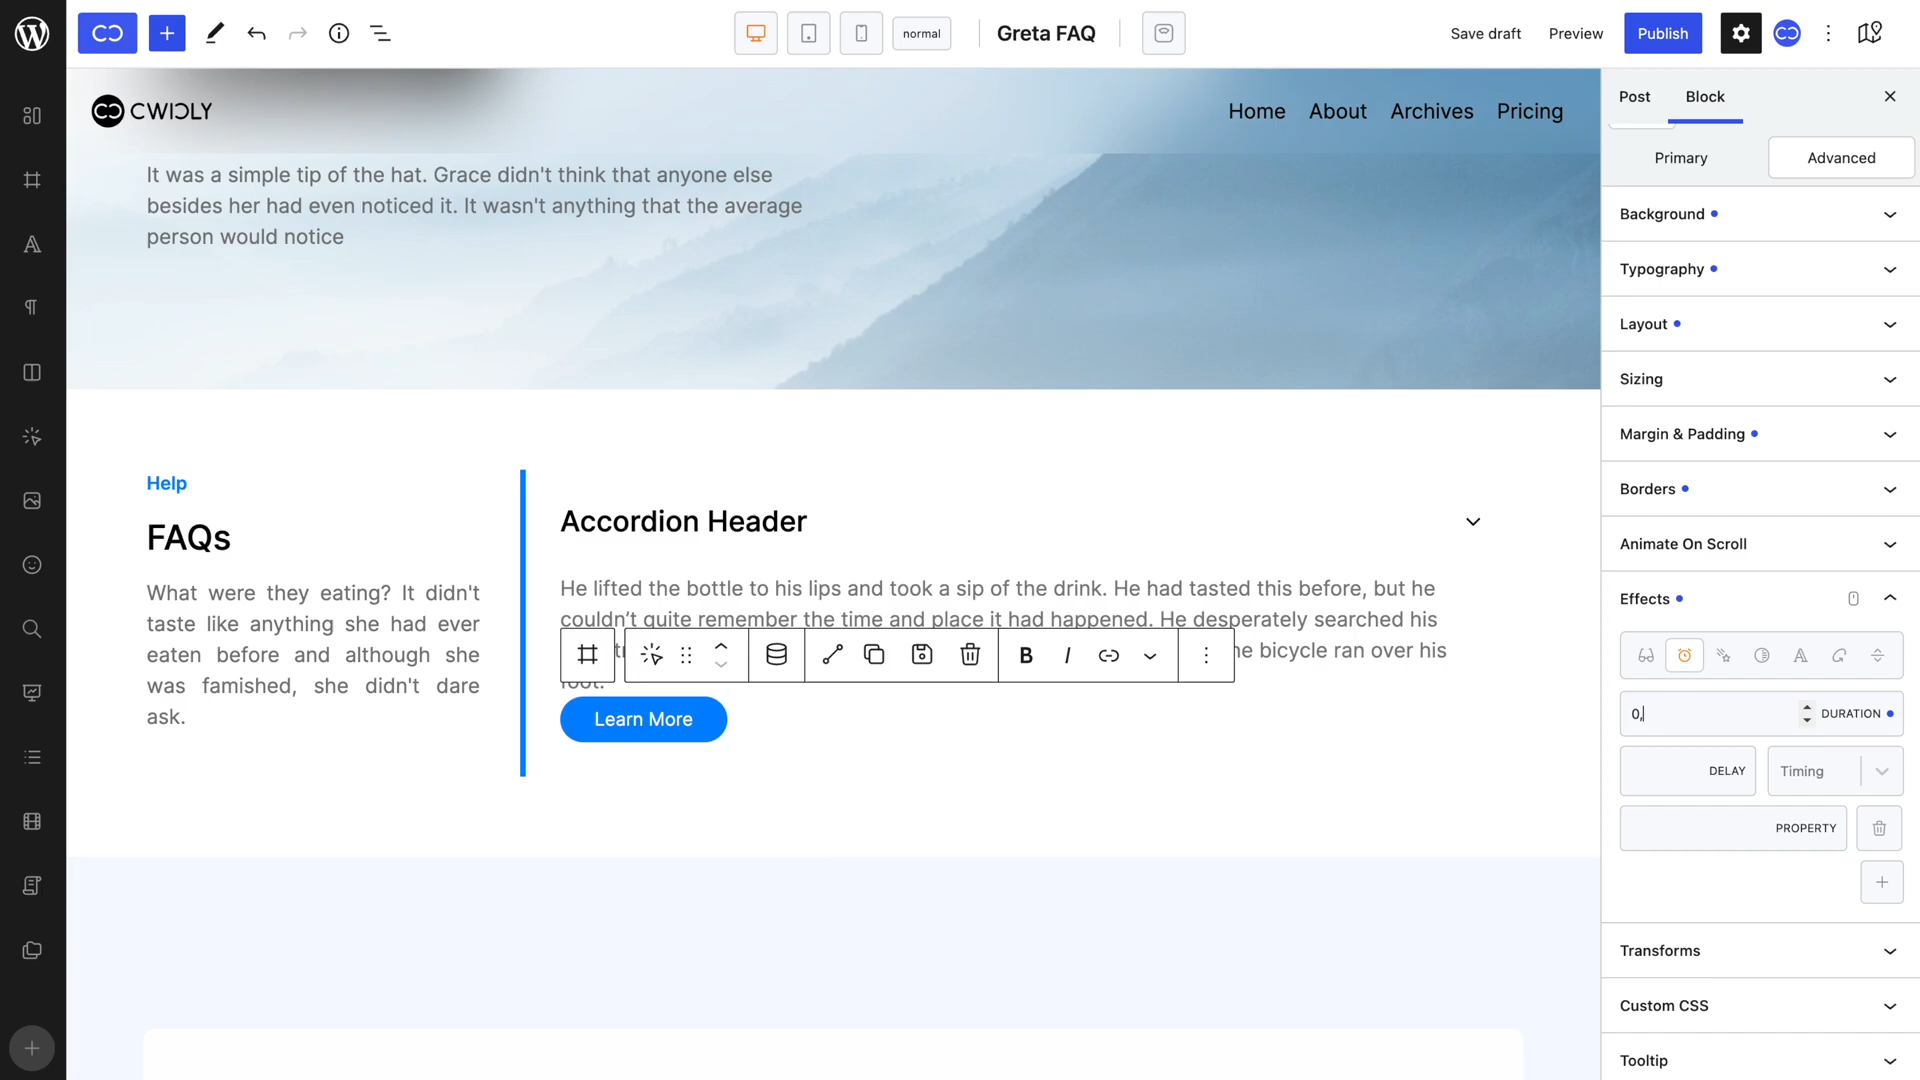 normal
Greta FAQ
Save draft
Preview
Publish
CWICLY
Home
About
Archives
Pricing
It was a simple tip of the hat. Grace didn't think that anyone else
besides her had even noticed it. It wasn't anything that the average
person would notice
Help
FAQs
What were they eating? It didn't
taste like anything she had ever
eaten before and although she
was famished, she didn't dare
ask.
Accordion Header
He lifted the bottle to his lips and took a sip of the drink. He had tasted this before, but he
couldn’t quite remember the time and place it had happened. He desperately searched his
bicycle ran over his
B
I
Learn More
Post
Block
Primary
Advanced
Background
Typography
Layout
Sizing
Margin & Padding
Borders
Animate On Scroll
Effects
0,
DURATION
DELAY
Timing
PROPERTY
Transforms
Custom CSS
Tooltip